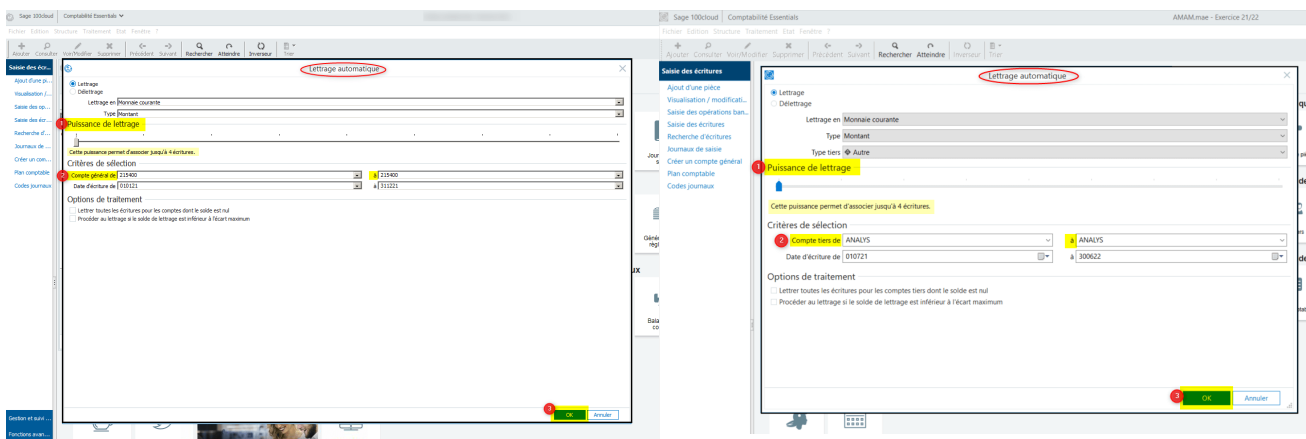 Sage 100cloud Comptabilité Essentials
Fichier Edition Structure Traitement Etat Fenêtre ?
Ajouter Consulter Voir/Modifier Supprimer Précédent Suivant Rechercher Atteindre Inverseur Trier
Saisie des écr...
Ajout d'une p...
Visualisation /...
Saisie des op...
Saisie des écr...
Recherche d'...
Journaux de ...
Créer un com...
Plan comptable
Codes journaux
Gestion et suivi ...
Fonctions avan...
Lettrage automatique
Lettrage
Délettrage
Lettrage en Monnaie courante
Type Montant
1 Puissance de lettrage
Cette puissance permet d'associer jusqu'à 4 écritures.
Critères de sélection
2 Compte général de 215400 à 215400
Date d'écriture de 010121 à 311221
Options de traitement
Lettrer toutes les écritures pour les comptes dont le solde est nul
Procéder au lettrage si le solde de lettrage est inférieur à l'écart maximum
3 OK Annuler
Sage 100cloud Comptabilité Essentials AMAM.mae - Exercice 21/22
Fichier Edition Structure Traitement Etat Fenêtre ?
Ajouter Consulter Voir/Modifier Supprimer Précédent Suivant Rechercher Atteindre Inverseur Trier
Saisie des écritures
Ajout d'une pièce
Visualisation / modificati...
Saisie des opérations ban...
Saisie des écritures
Recherche d'écritures
Journaux de saisie
Créer un compte général
Plan comptable
Codes journaux
Lettrage automatique
Lettrage
Délettrage
Lettrage en Monnaie courante
Type Montant
Type tiers Autre
1 Puissance de lettrage
Cette puissance permet d'associer jusqu'à 4 écritures.
Critères de sélection
2 Compte tiers de ANALYS à ANALYS
Date d'écriture de 010721 à 300622
Options de traitement
Lettrer toutes les écritures pour les comptes tiers dont le solde est nul
Procéder au lettrage si le solde de lettrage est inférieur à l'écart maximum
3 OK Annuler